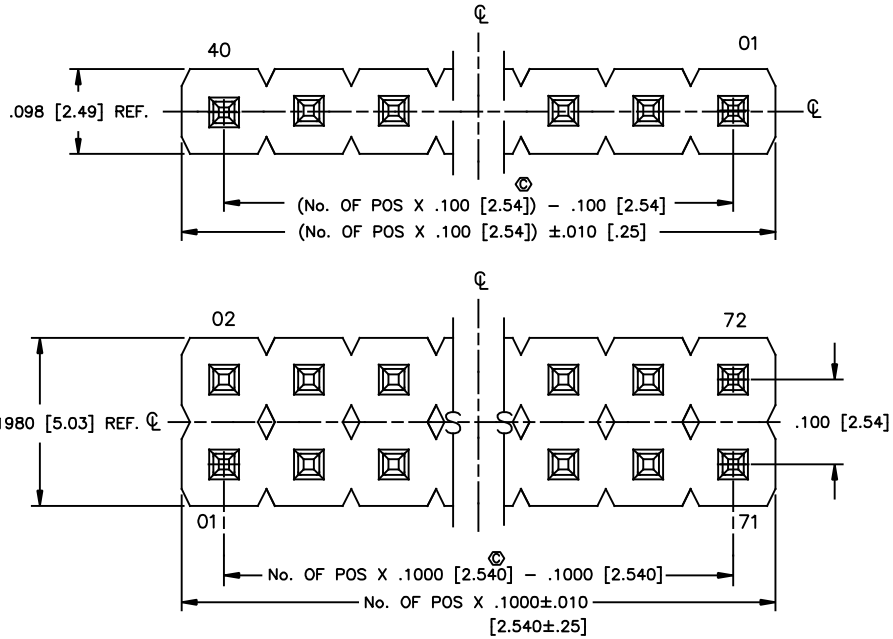 ℄
40
01
.098 [2.49] REF.
℄
Ⓒ
(No. OF POS X .100 [2.54]) – .100 [2.54]
(No. OF POS X .100 [2.54]) ±.010 [.25]
℄
02
72
1980 [5.03] REF. ℄
S S
.100 [2.54]
01
71
Ⓒ
No. OF POS X .1000 [2.540] – .1000 [2.540]
No. OF POS X .1000±.010
[2.540±.25]